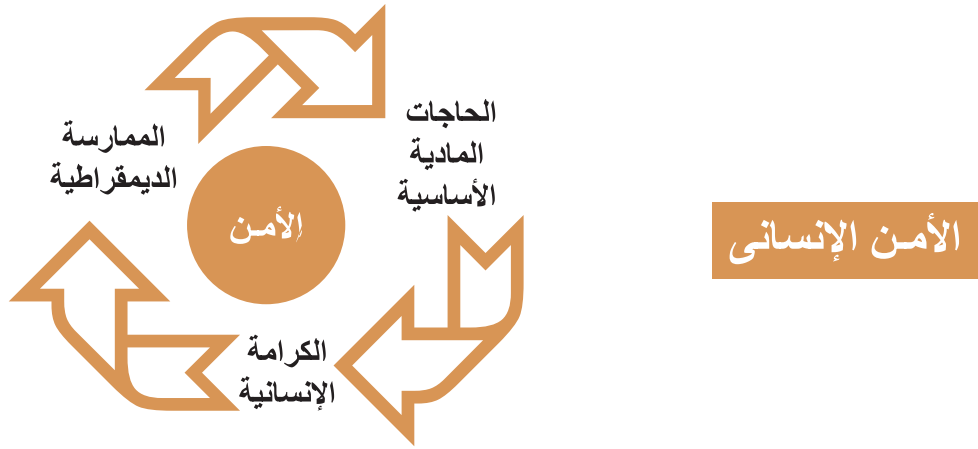 الأمـن الإنسانى
الحاجات
المادية
الأساسية
الممارسة
الديمقراطية
الأمـن
الكرامة
الإنسانية